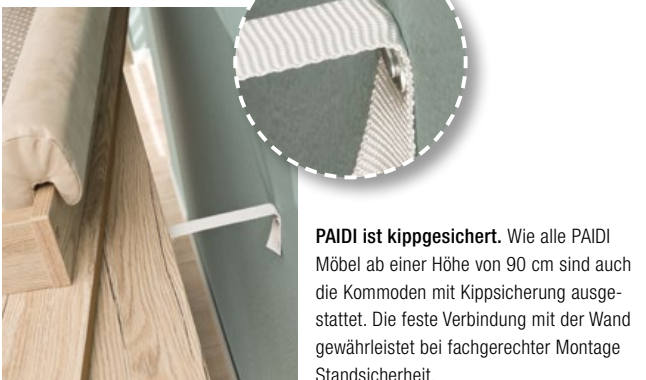 PAIDI ist kippgesichert. Wie alle PAIDI
Möbel ab einer Höhe von 90 cm sind auch
die Kommoden mit Kippsicherung ausge-
stattet. Die feste Verbindung mit der Wand
gewährleistet bei fachgerechter Montage
Standsicherheit